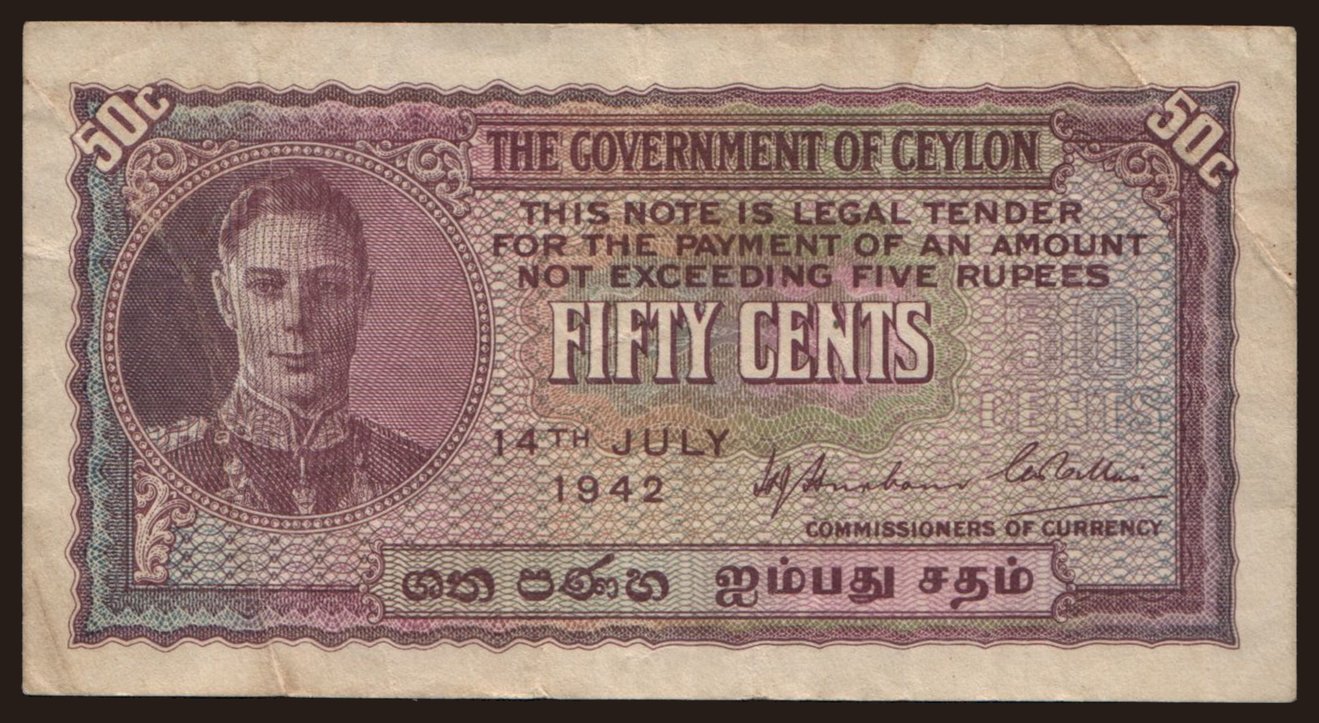 50c
50c
THE GOVERNMENT OF CEYLON
THIS NOTE IS LEGAL TENDER
FOR THE PAYMENT OF AN AMOUNT
NOT EXCEEDING FIVE RUPEES
FIFTY CENTS
50
CENTS
14TH JULY
1942
COMMISSIONERS OF CURRENCY
ශත පණහ ஐம்பது சதம்